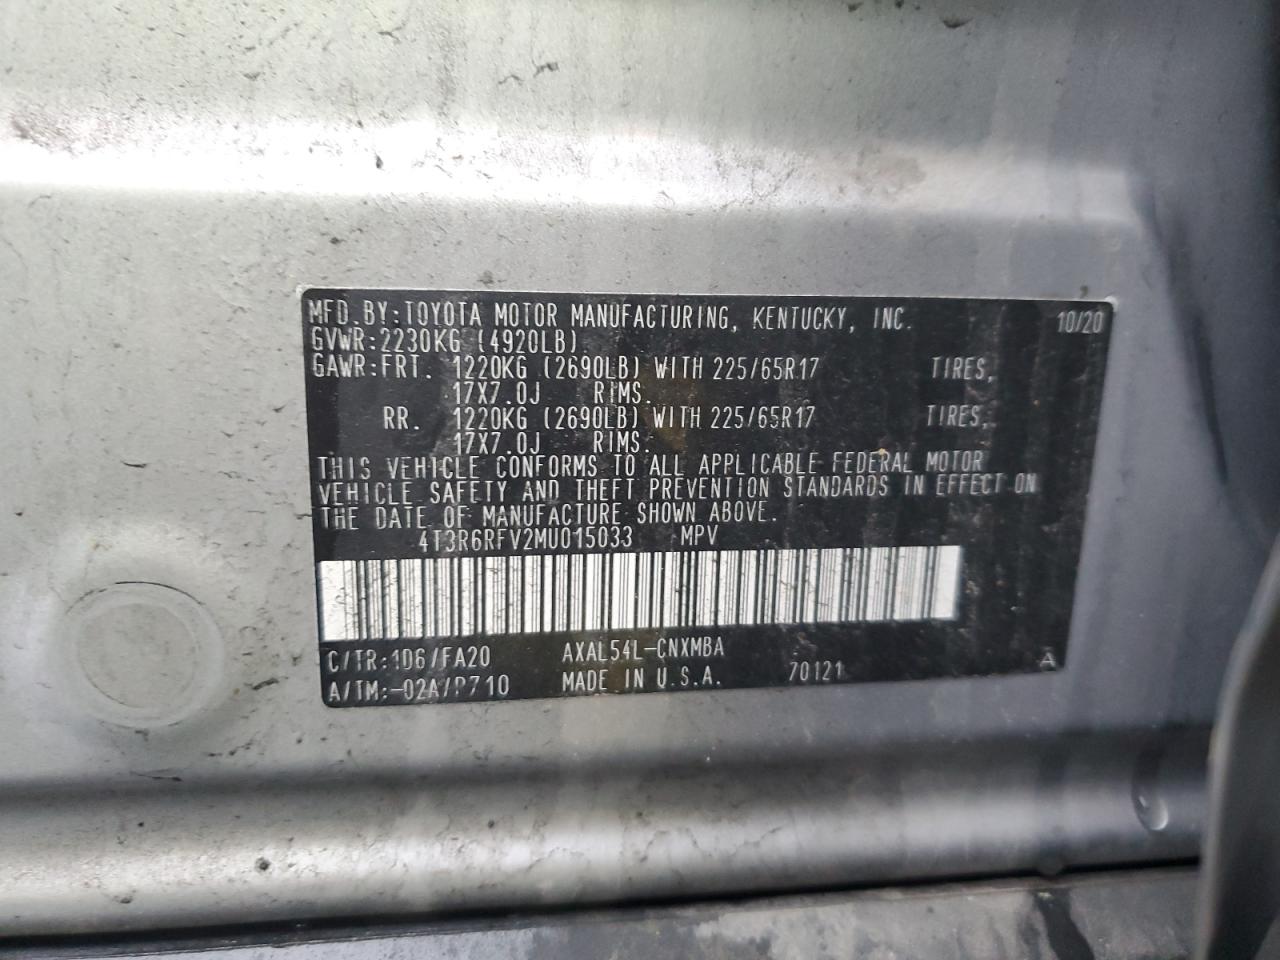 MFD. BY: TOYOTA MOTOR MANUFACTURING, KENTUCKY, INC. 10/20
GVWR: 2230KG (4920LB)
GAWR: FRT. 1220KG (2690LB) WITH 225/65R17 TIRES,
17X7.0J RIMS.
RR. 1220KG (2690LB) WITH 225/65R17 TIRES,
17X7.0J RIMS.
THIS VEHICLE CONFORMS TO ALL APPLICABLE FEDERAL MOTOR
VEHICLE SAFETY AND THEFT PREVENTION STANDARDS IN EFFECT ON
THE DATE OF MANUFACTURE SHOWN ABOVE.
4T3R6RFV2MU015033 MPV
C/TR: 1D6/FA20 AXAL54L-CNXMBA
A/TM: -02A/P710 MADE IN U.S.A. 70121 A